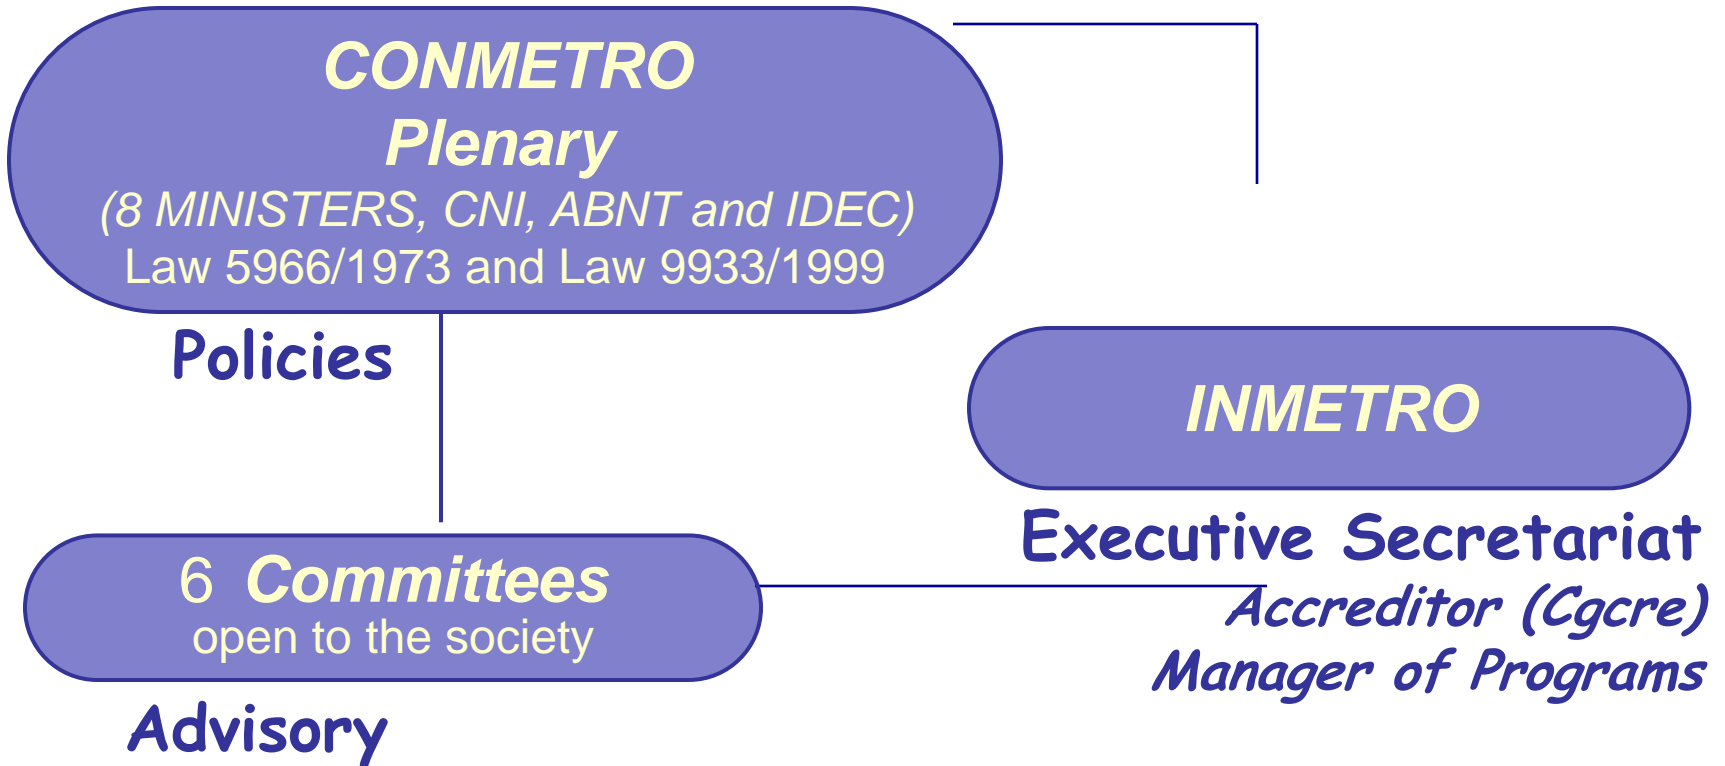 CONMETRO
Plenary
(8 MINISTERS, CNI, ABNT and IDEC)
Law 5966/1973 and Law 9933/1999
Policies
INMETRO
Executive Secretariat
Accreditor (Cgcre)
Manager of Programs
6 Committees
open to the society
Advisory